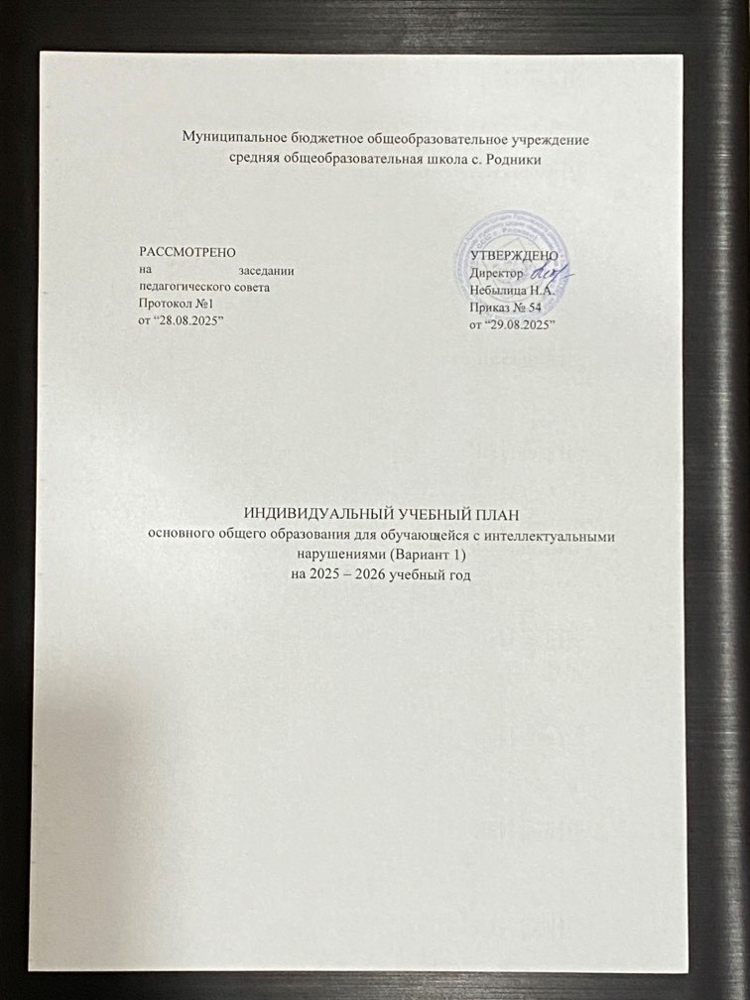 Муниципальное бюджетное общеобразовательное учреждение
средняя общеобразовательная школа с. Родники
РАССМОТРЕНО
на заседании
педагогического совета
Протокол №1
от “28.08.2025”
УТВЕРЖДЕНО
Директор
Небылица Н.А.
Приказ № 54
от “29.08.2025”
ИНДИВИДУАЛЬНЫЙ УЧЕБНЫЙ ПЛАН
основного общего образования для обучающейся с интеллектуальными
нарушениями (Вариант 1)
на 2025 – 2026 учебный год